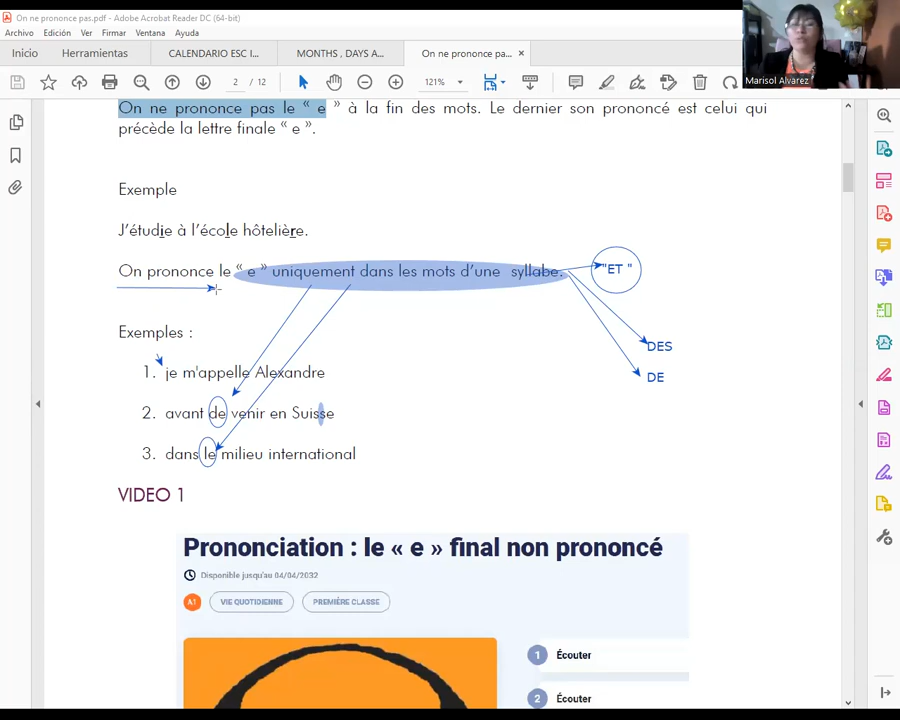 On ne prononce pas.pdf - Adobe Acrobat Reader DC (64-bit)
Archivo Edición Ver Firmar Ventana Ayuda
Inicio Herramientas CALENDARIO ESC I... MONTHS , DAYS A... On ne prononce pa... ×
2 / 12 121%
Marisol Alvarez
On ne prononce pas le « e » à la fin des mots. Le dernier son prononcé est celui qui
précède la lettre finale « e ».
Exemple
J'étudie à l'école hôtelière.
On prononce le « e » uniquement dans les mots d'une syllabe.
"ET "
Exemples :
DES
1. je m'appelle Alexandre
DE
2. avant de venir en Suisse
3. dans le milieu international
VIDEO 1
Prononciation : le « e » final non prononcé
Disponible jusqu'au 04/04/2032
A1 VIE QUOTIDIENNE PREMIÈRE CLASSE
1 Écouter
2 Écouter